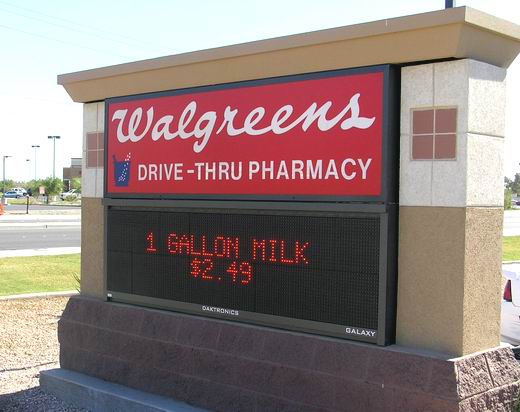 Walgreens
DRIVE-THRU PHARMACY
1 GALLON MILK
$2.49
DAKTRONICS
GALAXY